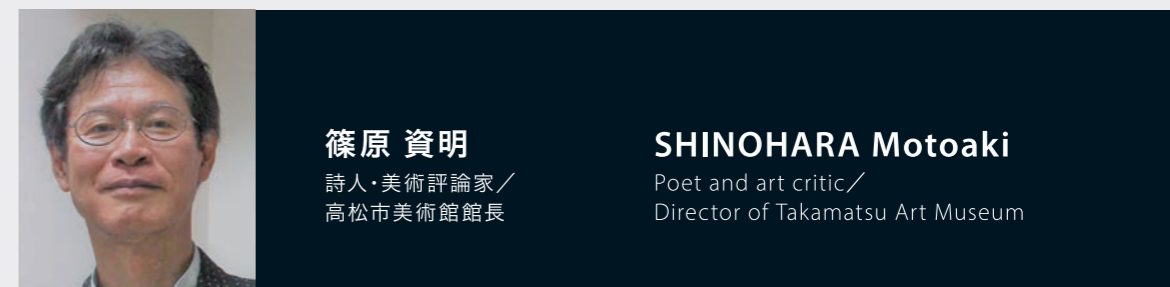 篠原 資明
詩人・美術評論家／
高松市美術館館長
SHINOHARA Motoaki
Poet and art critic／
Director of Takamatsu Art Museum